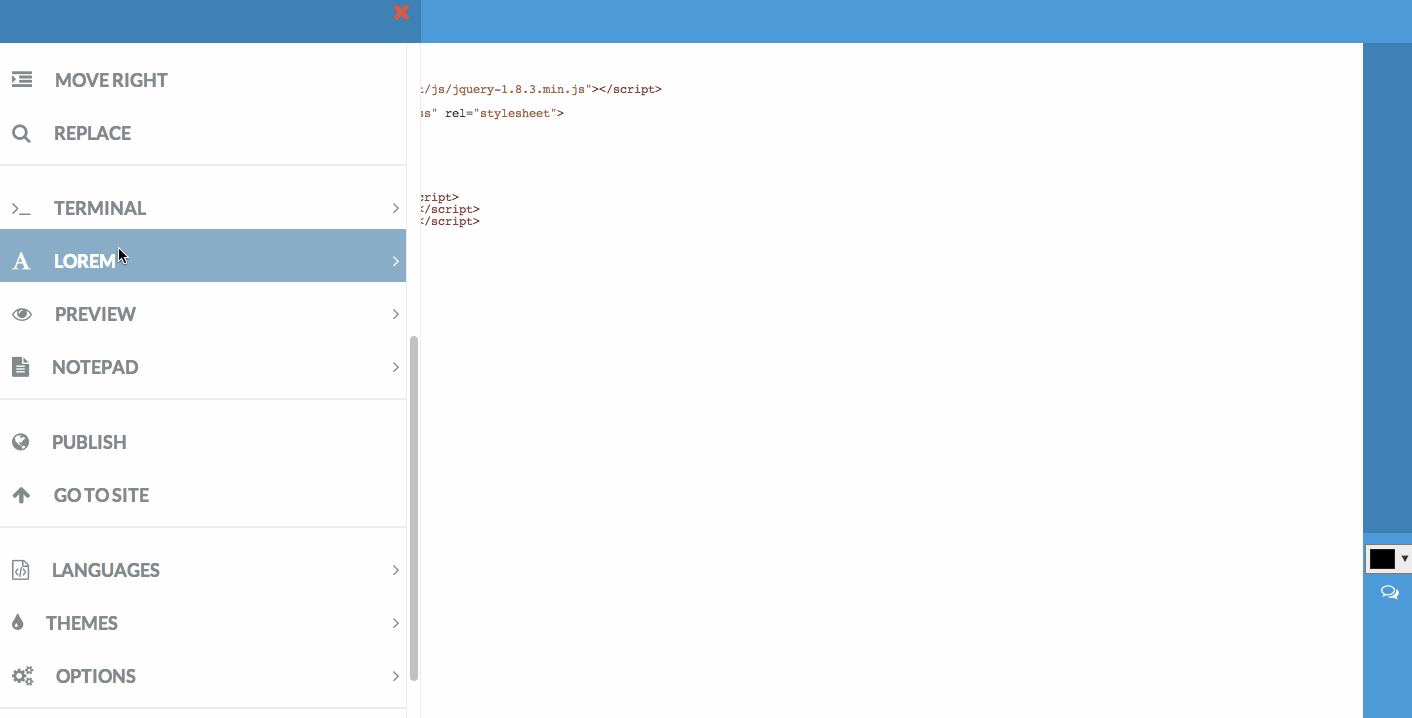 MOVE RIGHT
REPLACE
TERMINAL
LOREM
PREVIEW
NOTEPAD
PUBLISH
GO TO SITE
LANGUAGES
THEMES
OPTIONS
/js/jquery-1.8.3.min.js"></script>
" rel="stylesheet">
ript>
</script>
</script>